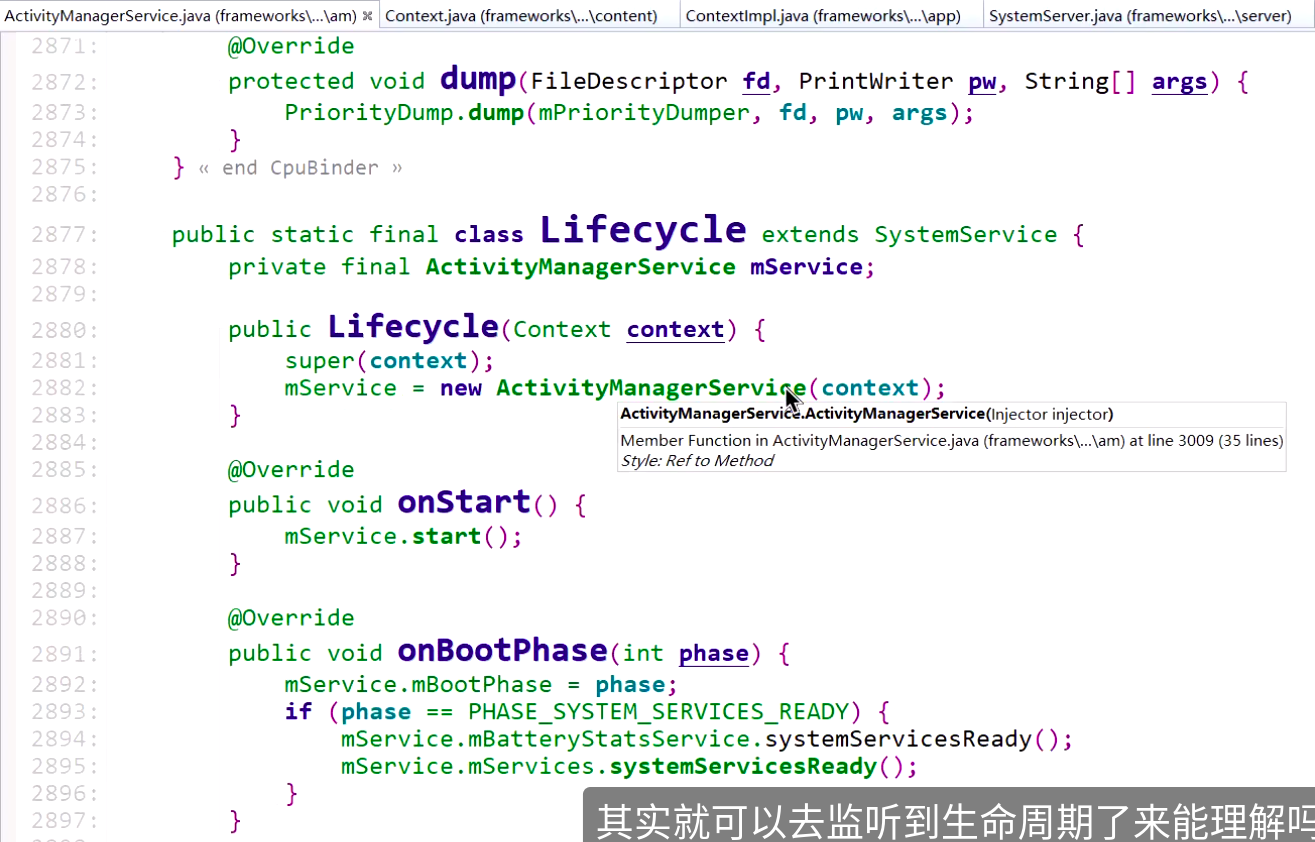 ActivityManagerService.java (frameworks\...\am) × Context.java (frameworks\...\content) ContextImpl.java (frameworks\...\app) SystemServer.java (frameworks\...\server)
2871: @Override
2872: protected void dump(FileDescriptor fd, PrintWriter pw, String[] args) {
2873: PriorityDump.dump(mPriorityDumper, fd, pw, args);
2874: }
2875: } « end CpuBinder »
2876:
2877: public static final class Lifecycle extends SystemService {
2878: private final ActivityManagerService mService;
2879:
2880: public Lifecycle(Context context) {
2881: super(context);
2882: mService = new ActivityManagerService(context);
2883: }
ActivityManagerService.ActivityManagerService(Injector injector)
2884:
Member Function in ActivityManagerService.java (frameworks\...\am) at line 3009 (35 lines)
Style: Ref to Method
2885: @Override
2886: public void onStart() {
2887: mService.start();
2888: }
2889:
2890: @Override
2891: public void onBootPhase(int phase) {
2892: mService.mBootPhase = phase;
2893: if (phase == PHASE_SYSTEM_SERVICES_READY) {
2894: mService.mBatteryStatsService.systemServicesReady();
2895: mService.mServices.systemServicesReady();
2896: }
2897: }
其实就可以去监听到生命周期了来能理解吗